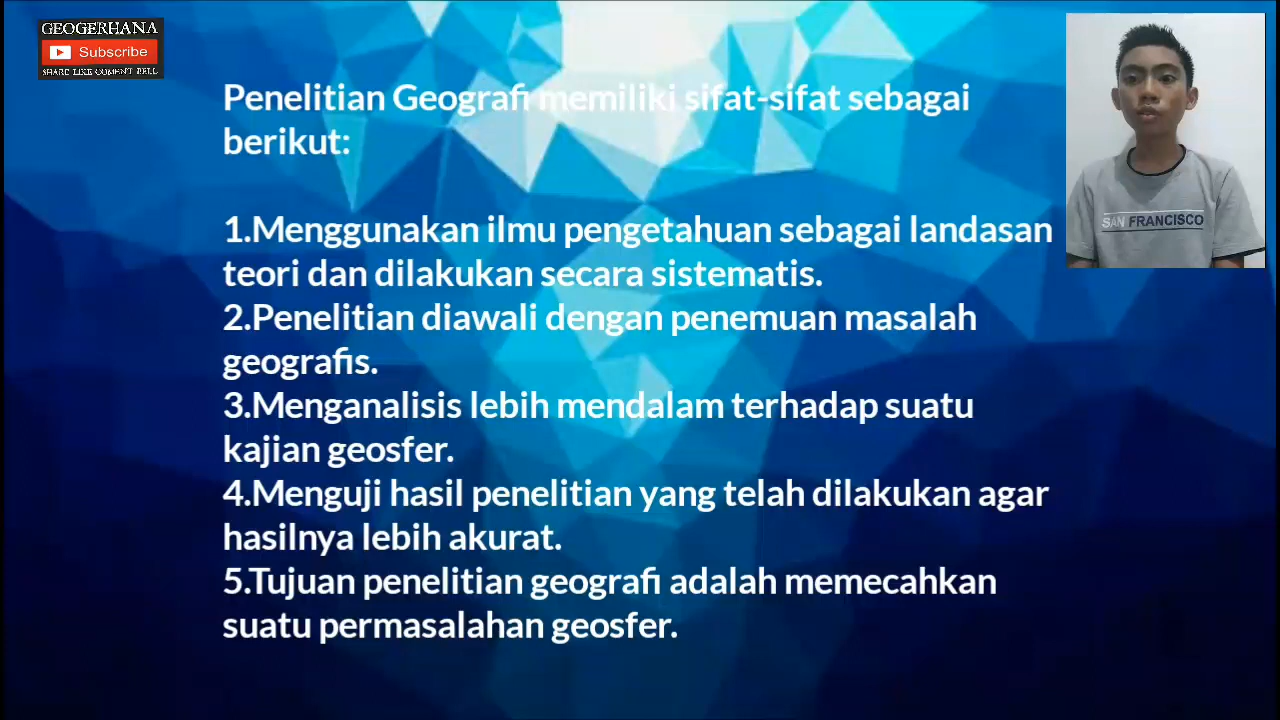 GEOGERHANA
Subscribe
SHARE LIKE COMENT BELL
Penelitian Geografi memiliki sifat-sifat sebagai
berikut:
1.Menggunakan ilmu pengetahuan sebagai landasan
teori dan dilakukan secara sistematis.
2.Penelitian diawali dengan penemuan masalah
geografis.
3.Menganalisis lebih mendalam terhadap suatu
kajian geosfer.
4.Menguji hasil penelitian yang telah dilakukan agar
hasilnya lebih akurat.
5.Tujuan penelitian geografi adalah memecahkan
suatu permasalahan geosfer.
SAN FRANCISCO